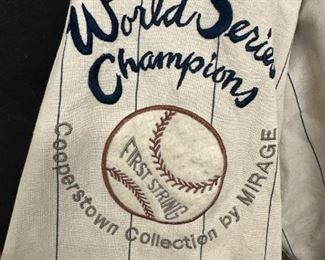 World Series
Champions
FIRST STRING
Cooperstown Collection by MIRAGE